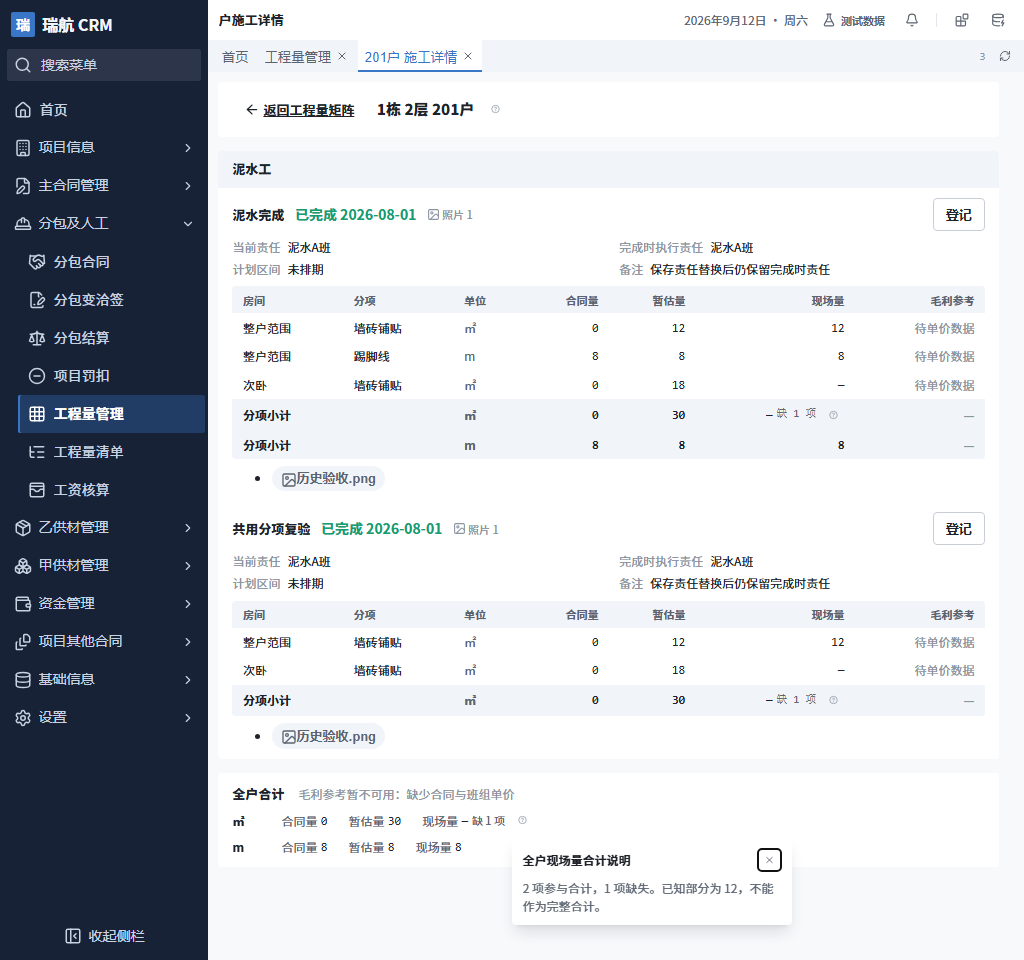 瑞 瑞航 CRM
搜索菜单
首页
项目信息
主合同管理
分包及人工
分包合同
分包变洽签
分包结算
项目罚扣
工程量管理
工程量清单
工资核算
乙供材管理
甲供材管理
资金管理
项目其他合同
基础信息
设置
收起侧栏
户施工详情 2026年9月12日 · 周六 测试数据
首页 工程量管理 × 201户 施工详情 × 3
← 返回工程量矩阵 1栋 2层 201户
泥水工
泥水完成 已完成 2026-08-01 照片 1 登记
当前责任 泥水A班 完成时执行责任 泥水A班
计划区间 未排期 备注 保存责任替换后仍保留完成时责任
房间 分项 单位 合同量 暂估量 现场量 毛利参考
整户范围 墙砖铺贴 ㎡ 0 12 12 待单价数据
整户范围 踢脚线 m 8 8 8 待单价数据
次卧 墙砖铺贴 ㎡ 0 18 — 待单价数据
分项小计 ㎡ 0 30 — 缺 1 项 —
分项小计 m 8 8 8 —
• 历史验收.png
共用分项复验 已完成 2026-08-01 照片 1 登记
当前责任 泥水A班 完成时执行责任 泥水A班
计划区间 未排期 备注 保存责任替换后仍保留完成时责任
房间 分项 单位 合同量 暂估量 现场量 毛利参考
整户范围 墙砖铺贴 ㎡ 0 12 12 待单价数据
次卧 墙砖铺贴 ㎡ 0 18 — 待单价数据
分项小计 ㎡ 0 30 — 缺 1 项 —
• 历史验收.png
全户合计 毛利参考暂不可用：缺少合同与班组单价
㎡ 合同量 0 暂估量 30 现场量 — 缺 1 项
m 合同量 8 暂估量 8 现场量 8
全户现场量合计说明 ×
2 项参与合计，1 项缺失。已知部分为 12，不能
作为完整合计。